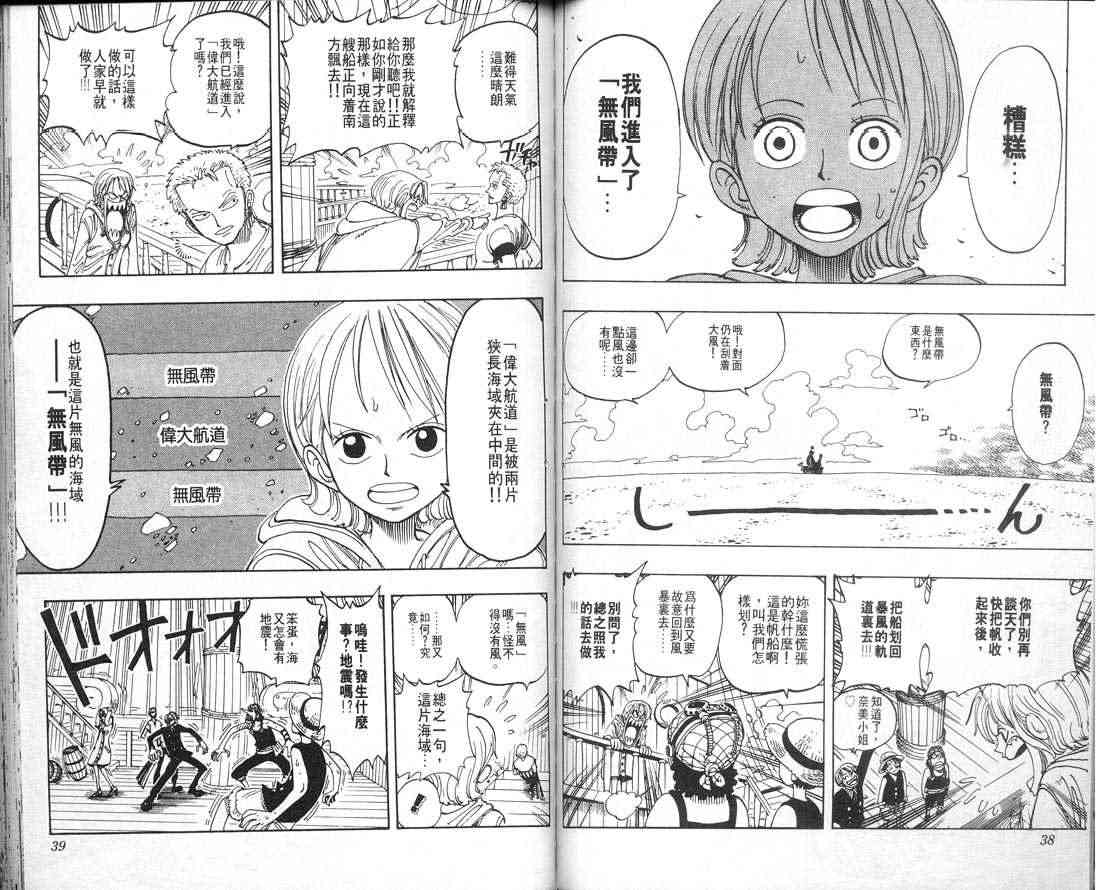 糟糕…
我們進入了
「無風帶」…
無風帶？
無風帶
是什麼
東西？
哦！對面
仍在刮着
大風！
這邊卻一
點風也沒
有呢……
ゴロ
ゴロ…
しーーん
你們別再
談天了，
快把帆收
起來後，
把船划回
暴風的軌
道裏去!!!
知道了，
奈美小姐
♡
妳這麼慌張
的幹什麼！
這是帆船啊
，叫我們怎
樣划？
為什麼又要
故意回到風
暴裏去……
別問了，
總之照我
的話去做
!!!
38
難得天氣
這麼晴朗
……
那麼我就解釋
給你聽吧!!正
如你剛才說的
那樣，現在這
艘船正向着南
方飄去!!
哦！這麼說，
我們已經進入
「偉大航道」
了嗎？
可以這樣
做的話，
人家早就
做了!!!
「偉大航道」是被兩片
狹長海域夾在中間的!!
無風帶
偉大航道
無風帶
也就是這片無風的海域
——「無風帶」!!!
「無風」
嗎…怪不
得沒有風。
……那又
如何？究
竟…
總之一句，
這片海域…
嗚哇！發生什麼
事？地震嗎!?
笨蛋，海
又怎會有
地震！
ドオオオ
39